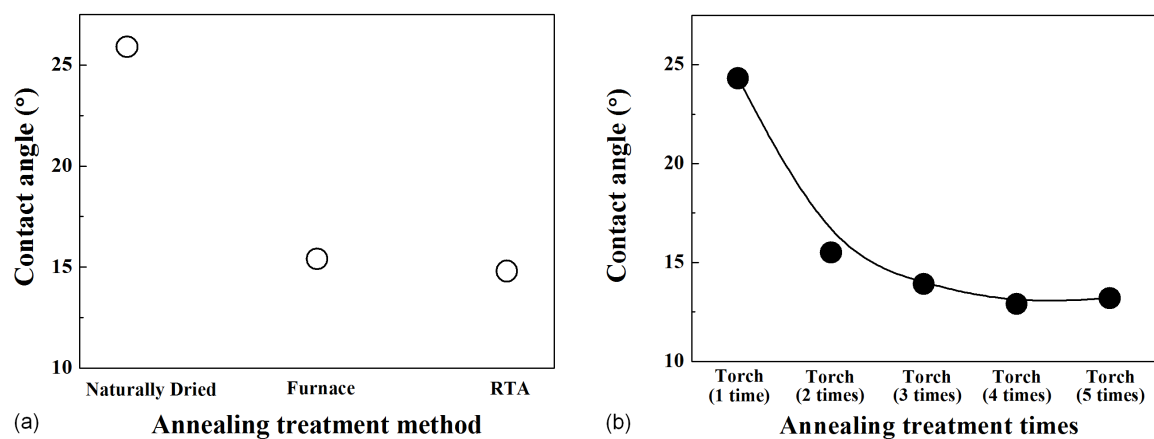 Contact angle (°)
25
20
15
10
Naturally Dried
Furnace
RTA
(a)
Annealing treatment method
Contact angle (°)
25
20
15
10
Torch
(1 time)
Torch
(2 times)
Torch
(3 times)
Torch
(4 times)
Torch
(5 times)
(b)
Annealing treatment times